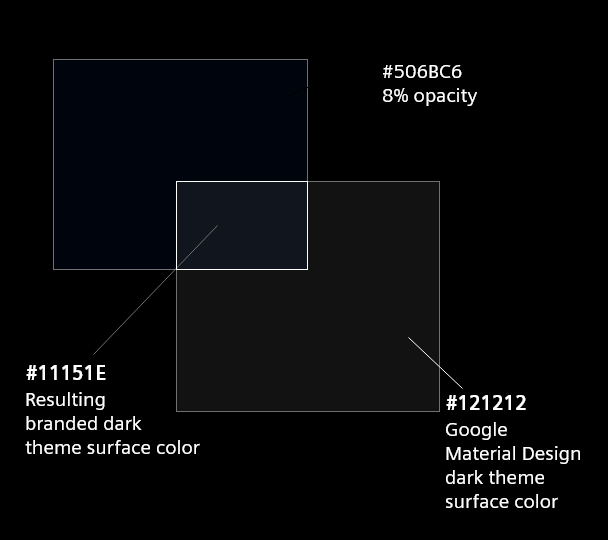 #506BC6
8% opacity
#11151E
Resulting
branded dark
theme surface color
#121212
Google
Material Design
dark theme
surface color